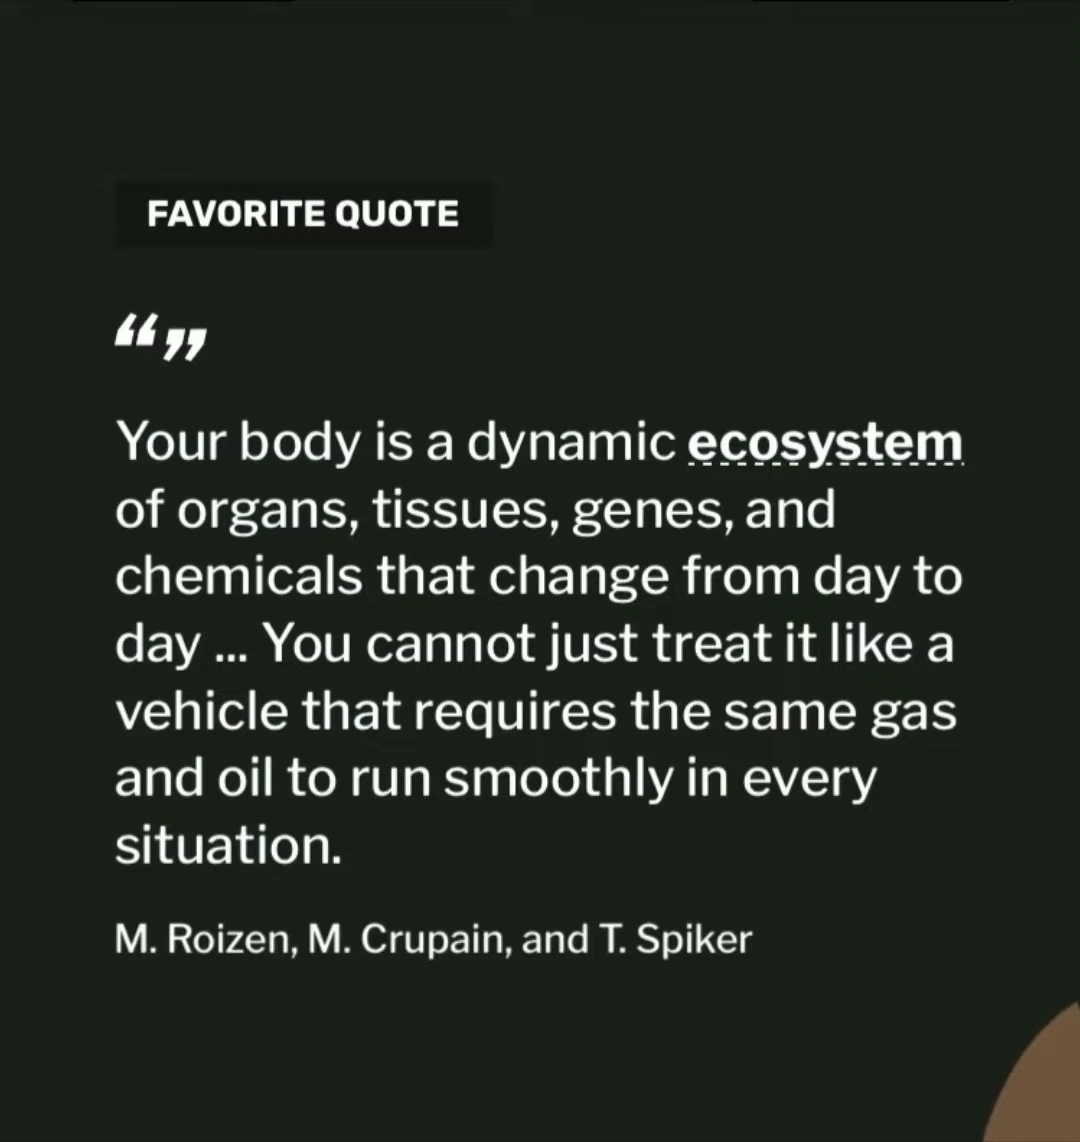 FAVORITE QUOTE
“”
Your body is a dynamic ecosystem
of organs, tissues, genes, and
chemicals that change from day to
day ... You cannot just treat it like a
vehicle that requires the same gas
and oil to run smoothly in every
situation.
M. Roizen, M. Crupain, and T. Spiker